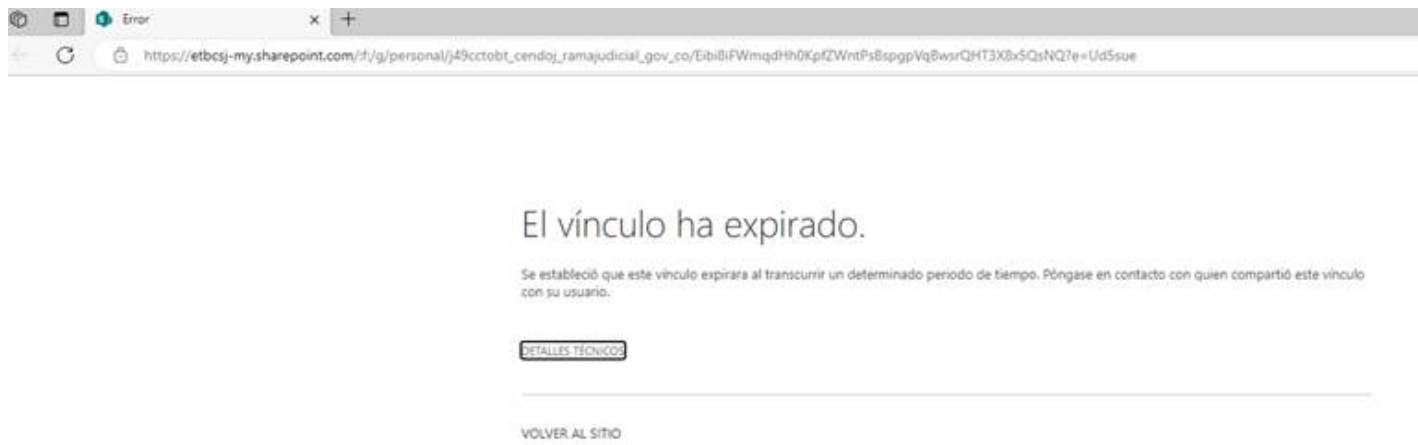 Error
https://etbcsj-my.sharepoint.com/:f:/g/personal/j49cctobt_cendoj_ramajudicial_gov_co/
El vínculo ha expirado.
Se estableció que este vínculo expirara al transcurrir un determinado periodo de tiempo. Póngase en contacto con quien compartió este vínculo
con su usuario.
DETALLES TÉCNICOS
VOLVER AL SITIO